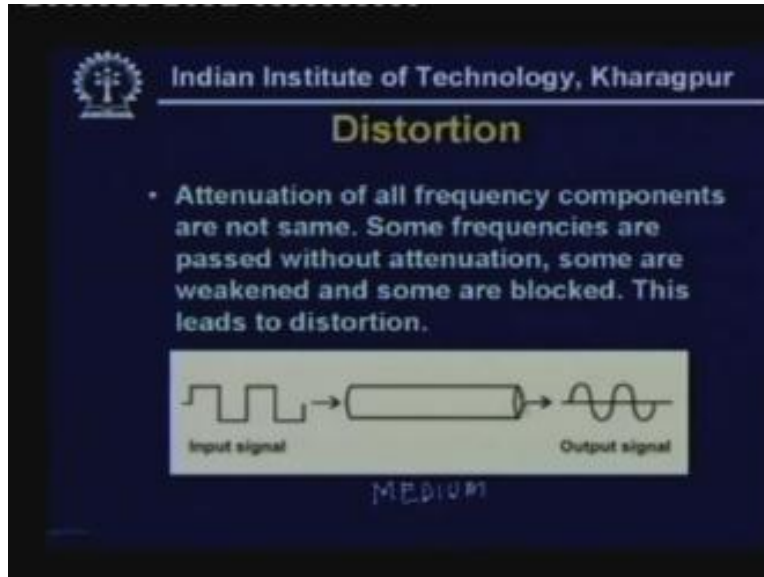 Indian Institute of Technology, Kharagpur
Distortion
• Attenuation of all frequency components
are not same. Some frequencies are
passed without attenuation, some are
weakened and some are blocked. This
leads to distortion.
Input signal
Output signal
MEDIUM